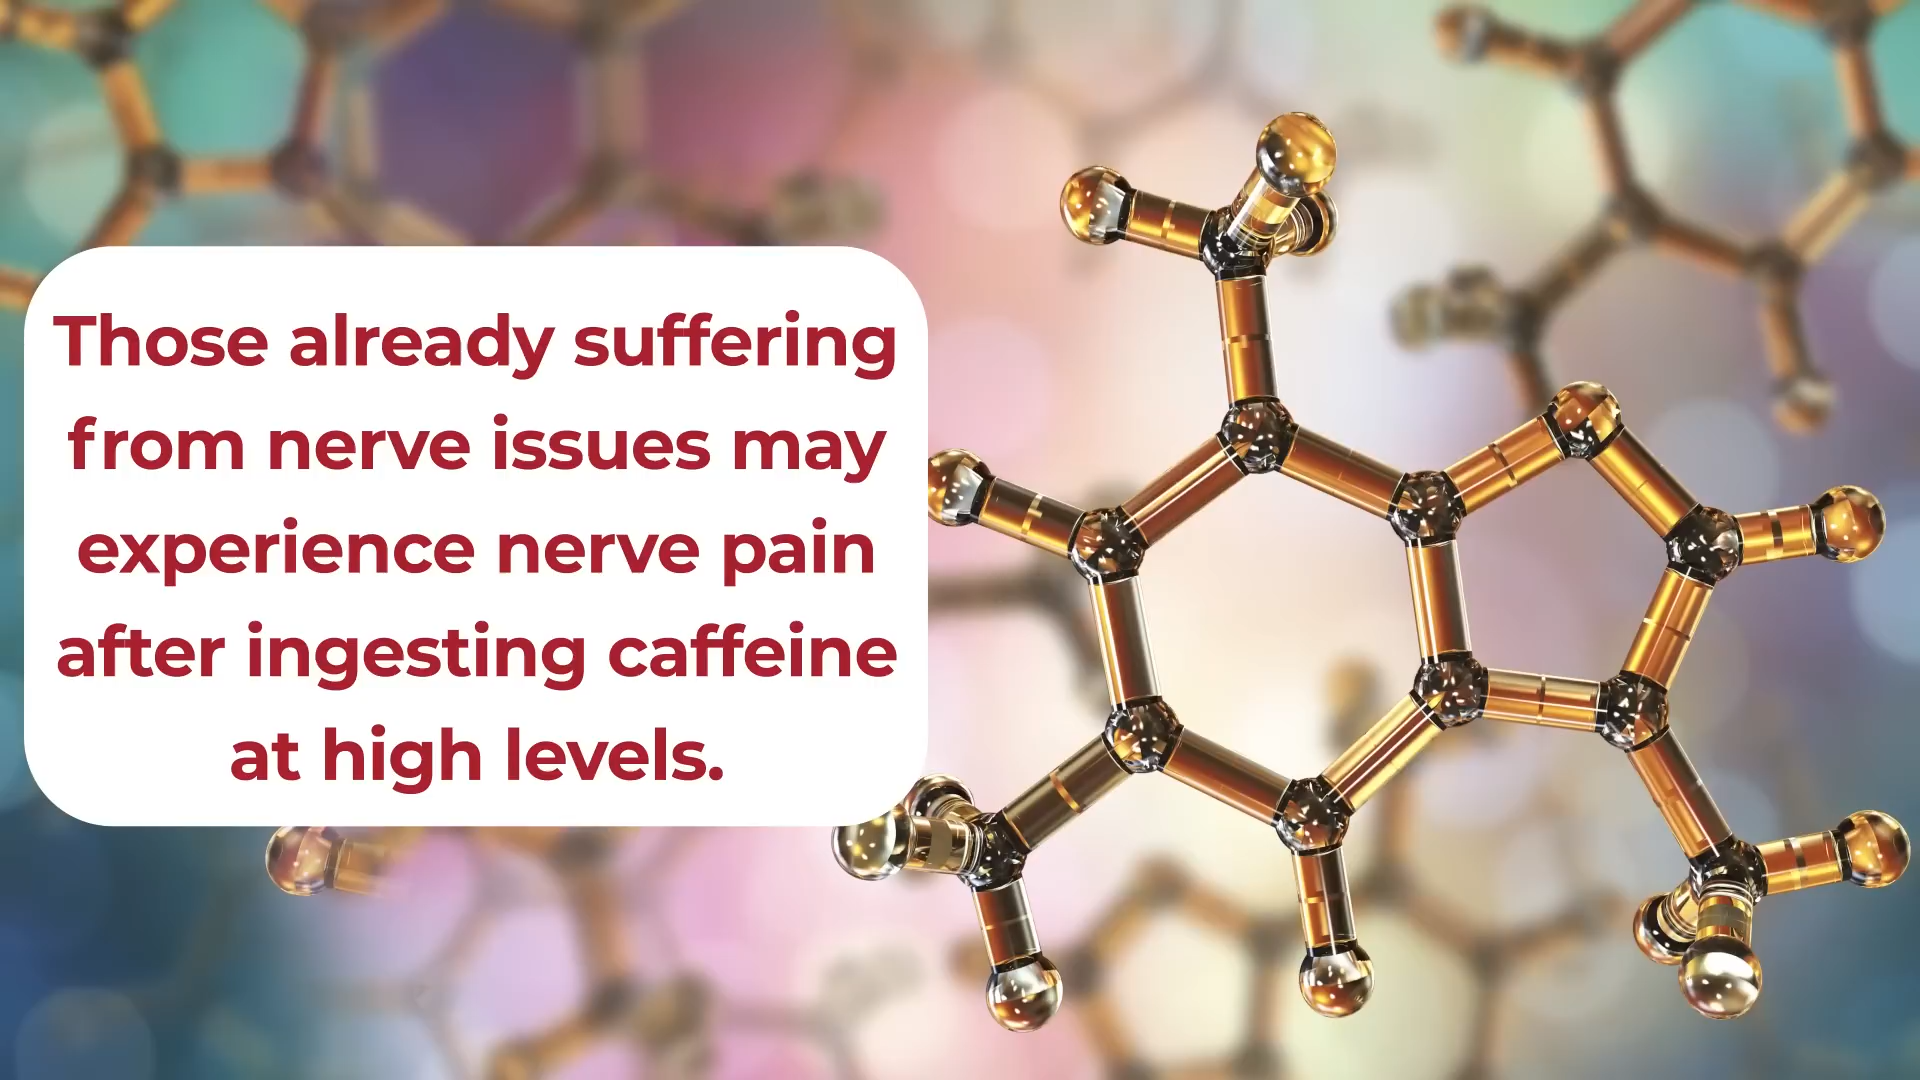 Those already suffering
from nerve issues may
experience nerve pain
after ingesting caffeine
at high levels.